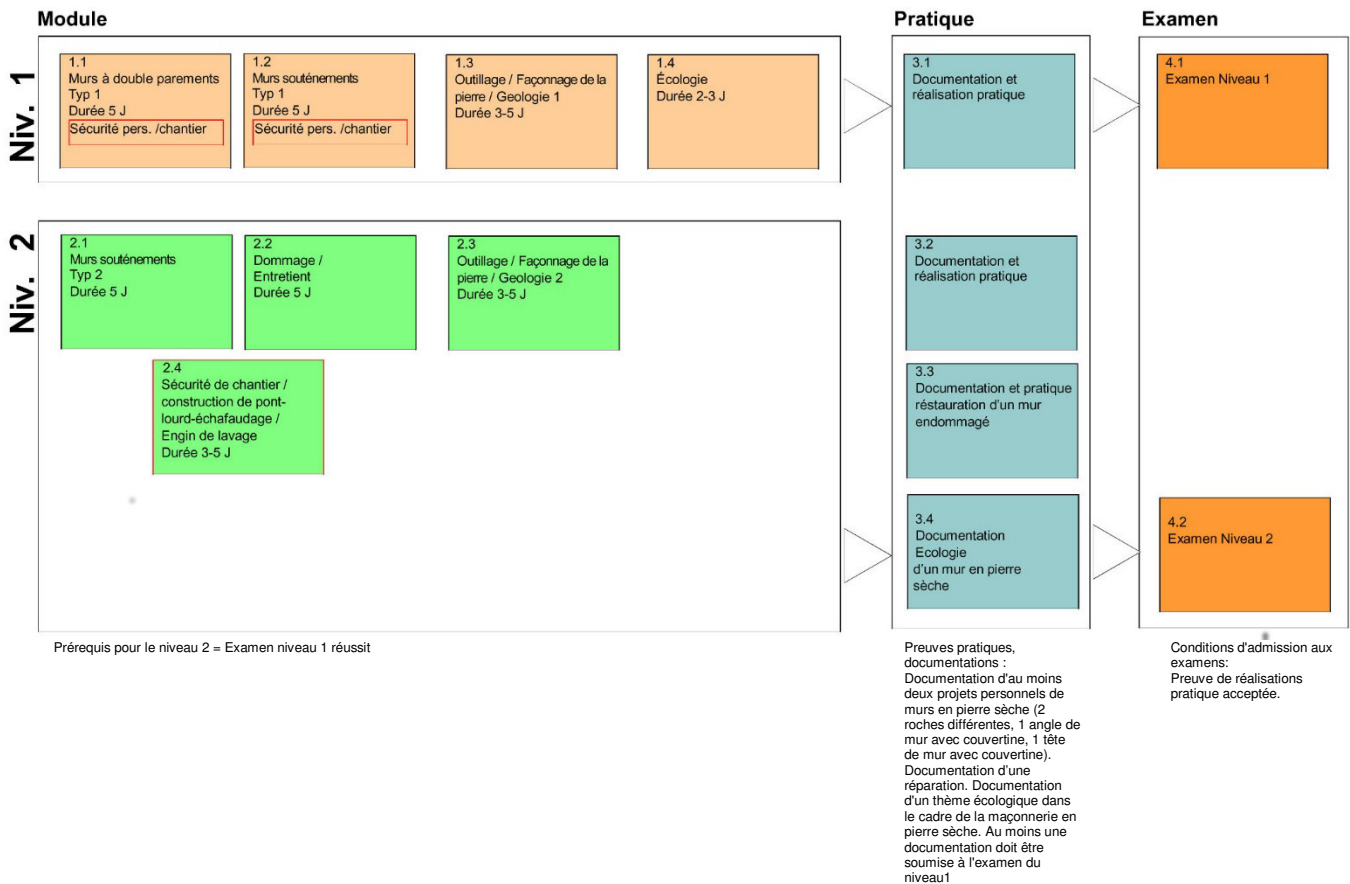 Module
Pratique
Examen
Niv. 1
1.1
Murs à double parements
Typ 1
Durée 5 J
Sécurité pers. /chantier
1.2
Murs souténements
Typ 1
Durée 5 J
Sécurité pers. /chantier
1.3
Outillage / Façonnage de la
pierre / Geologie 1
Durée 3-5 J
1.4
Écologie
Durée 2-3 J
3.1
Documentation et
réalisation pratique
4.1
Examen Niveau 1
Niv. 2
2.1
Murs souténements
Typ 2
Durée 5 J
2.2
Dommage /
Entretient
Durée 5 J
2.3
Outillage / Façonnage de la
pierre / Geologie 2
Durée 3-5 J
2.4
Sécurité de chantier /
construction de pont-
lourd-échafaudage /
Engin de lavage
Durée 3-5 J
3.2
Documentation et
réalisation pratique
3.3
Documentation et pratique
réstauration d'un mur
endommagé
3.4
Documentation
Ecologie
d'un mur en pierre
sèche
4.2
Examen Niveau 2
Prérequis pour le niveau 2 = Examen niveau 1 réussit
Preuves pratiques,
documentations :
Documentation d'au moins
deux projets personnels de
murs en pierre sèche (2
roches différentes, 1 angle de
mur avec couvertine, 1 tête
de mur avec couvertine).
Documentation d'une
réparation. Documentation
d'un thème écologique dans
le cadre de la maçonnerie en
pierre sèche. Au moins une
documentation doit être
soumise à l'examen du
niveau1
Conditions d'admission aux
examens:
Preuve de réalisations
pratique acceptée.